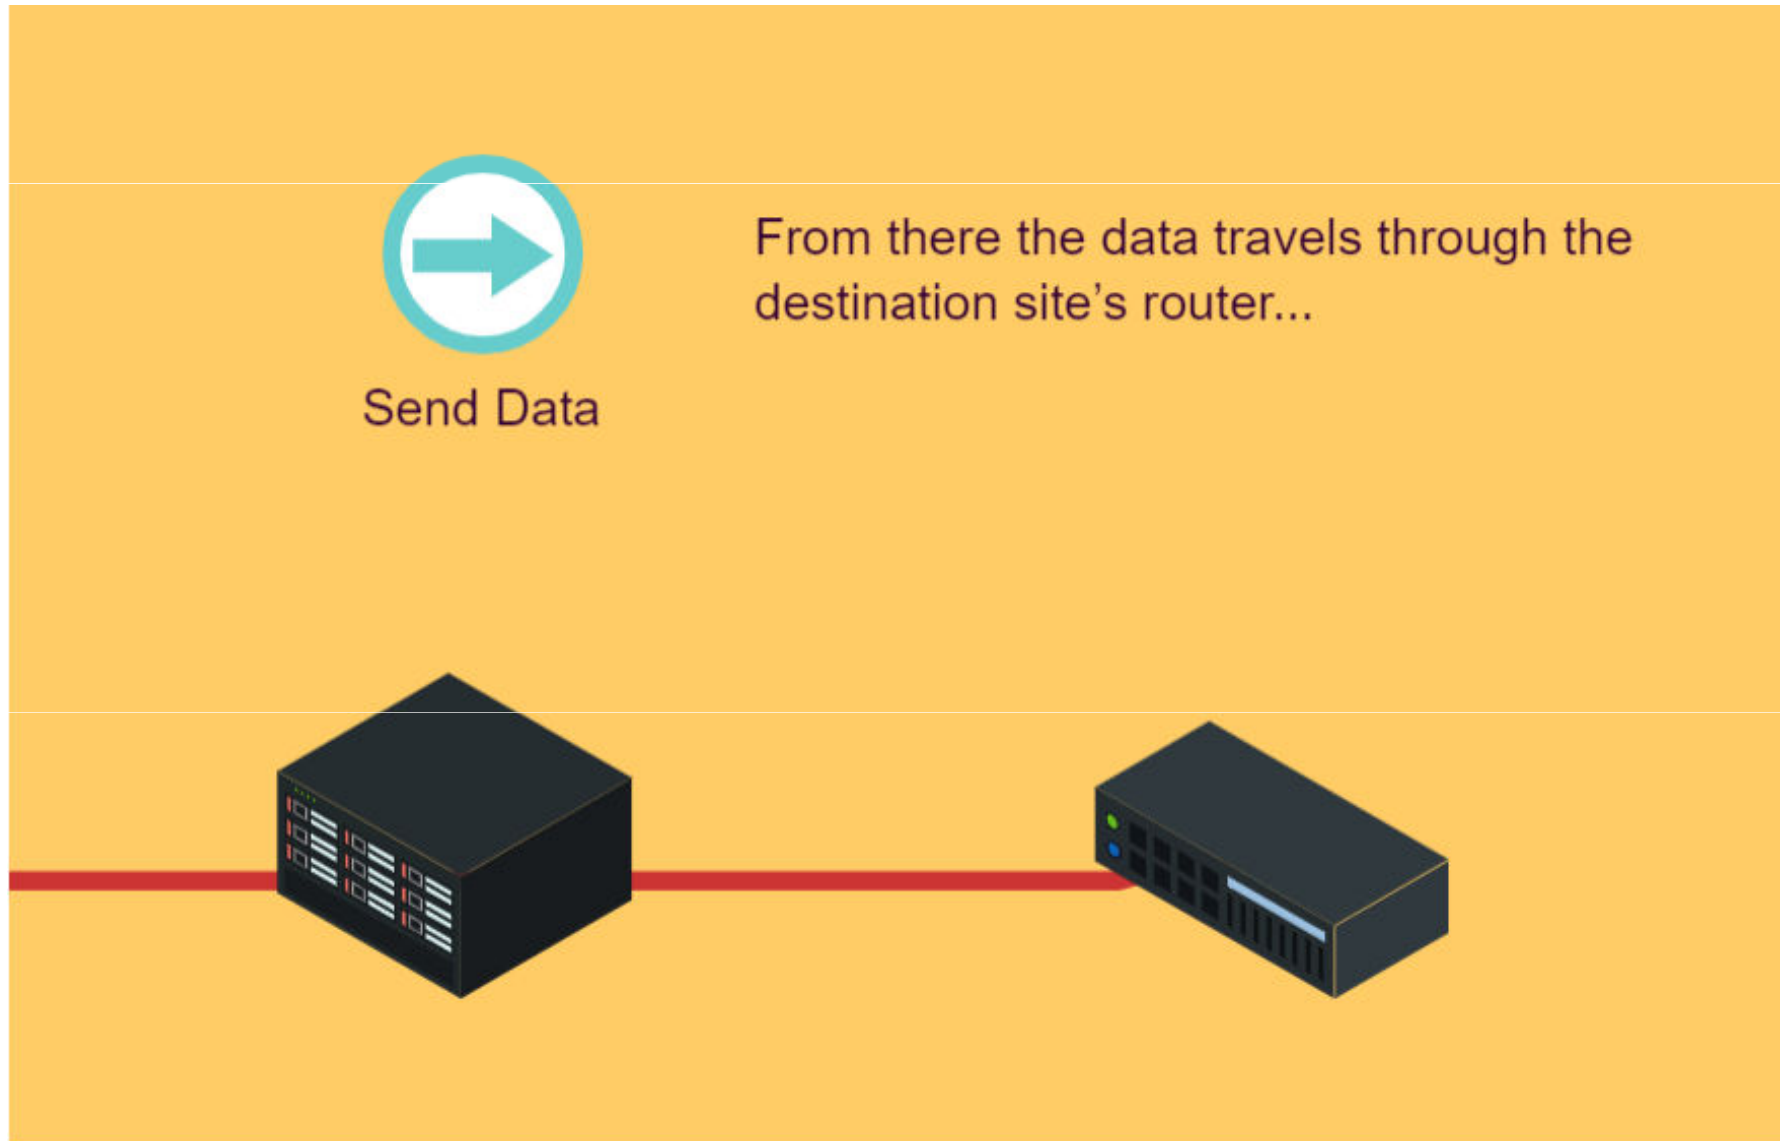 From there the data travels through the
destination site’s router...
Send Data